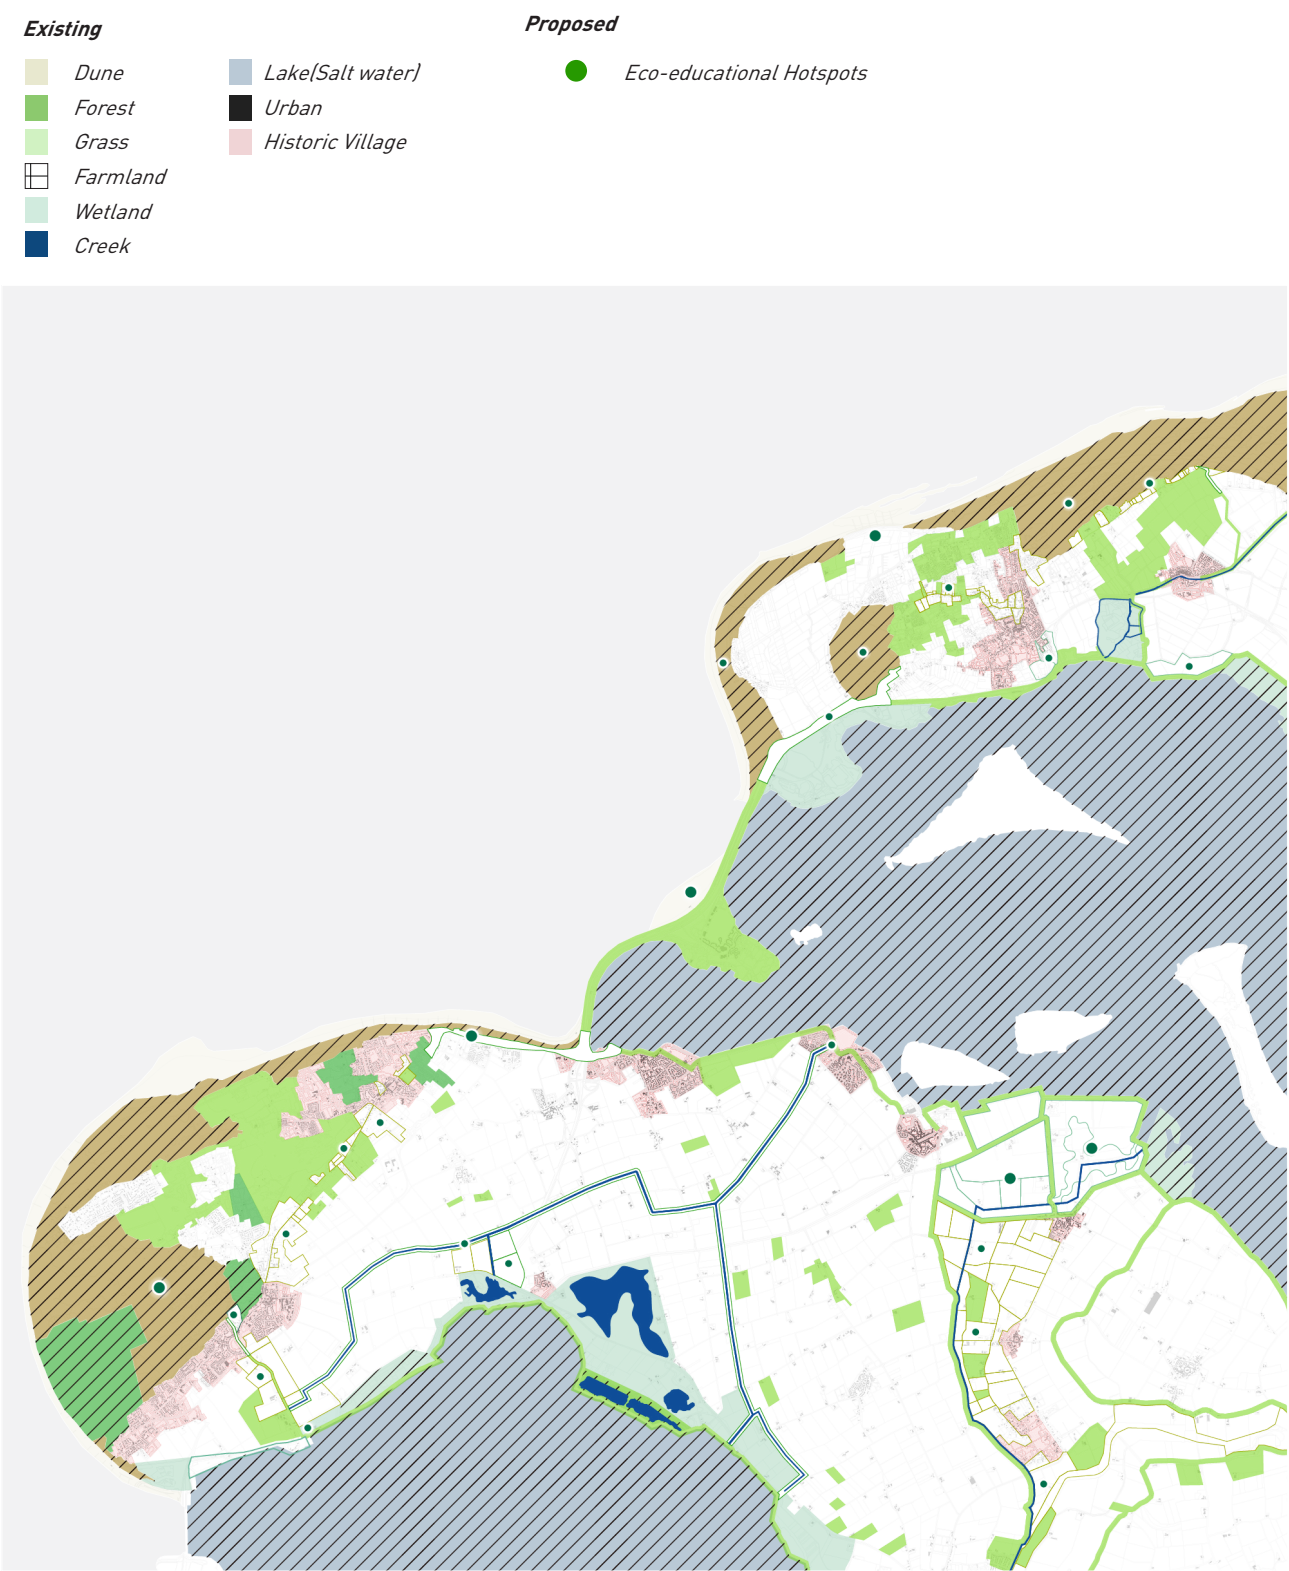 Existing
Dune
Forest
Grass
Farmland
Wetland
Creek
Lake(Salt water)
Urban
Historic Village
Proposed
Eco-educational Hotspots